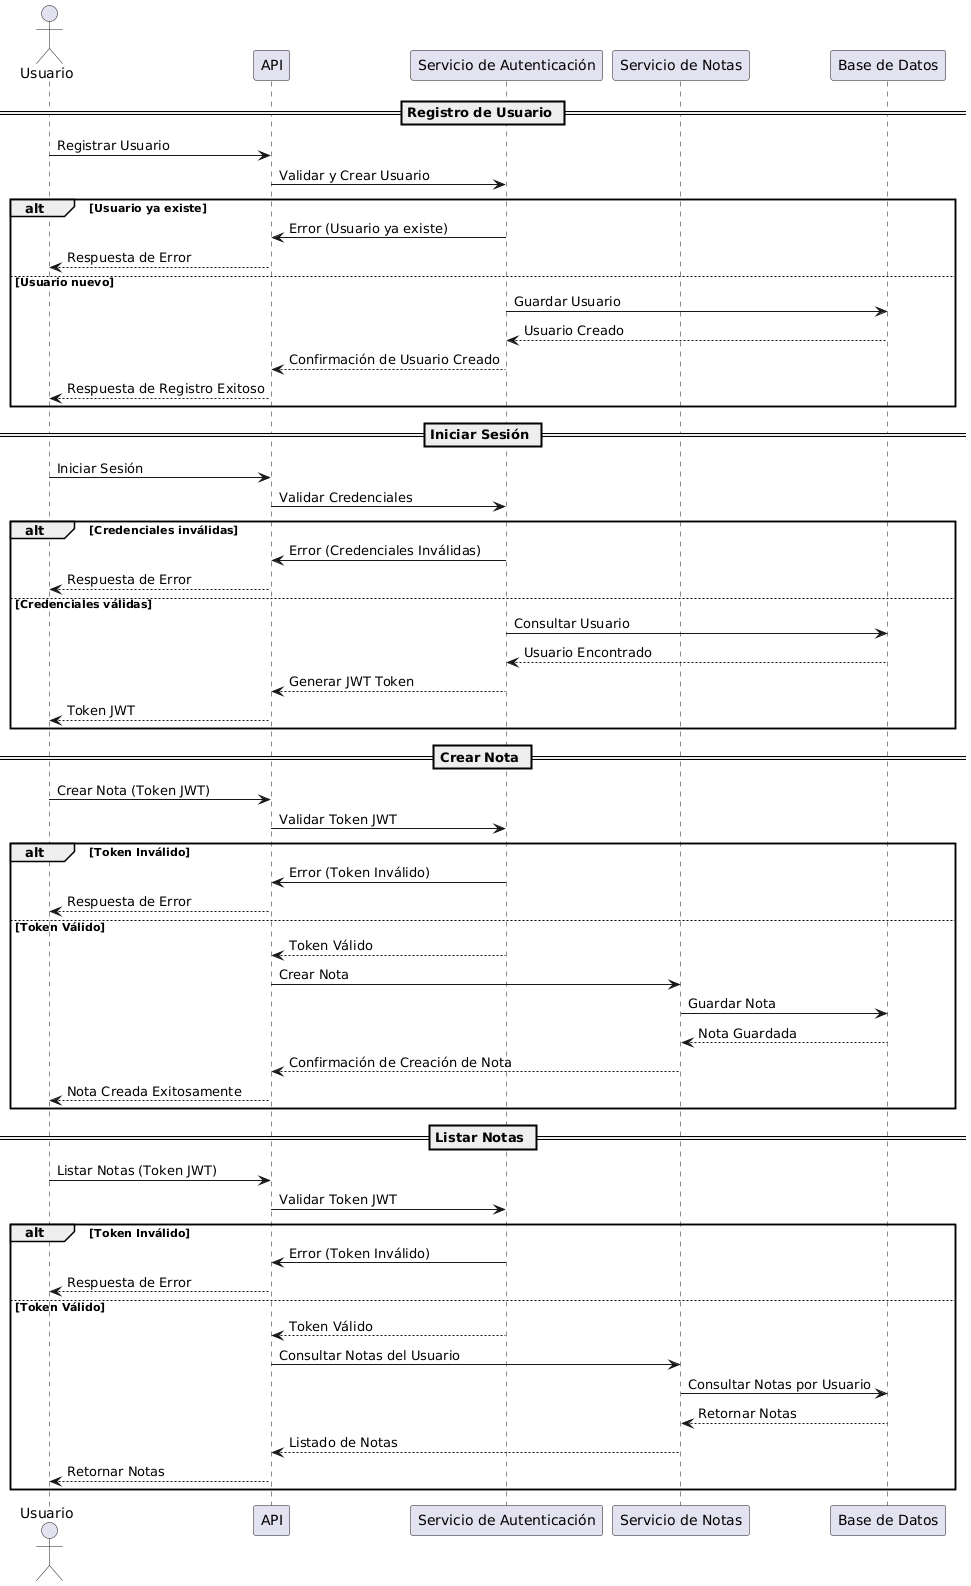 Usuario
API
Servicio de Autenticación
Servicio de Notas
Base de Datos
Registro de Usuario
Registrar Usuario
Validar y Crear Usuario
alt
[Usuario ya existe]
Error (Usuario ya existe)
Respuesta de Error
[Usuario nuevo]
Guardar Usuario
Usuario Creado
Confirmación de Usuario Creado
Respuesta de Registro Exitoso
Iniciar Sesión
Iniciar Sesión
Validar Credenciales
alt
[Credenciales inválidas]
Error (Credenciales Inválidas)
Respuesta de Error
[Credenciales válidas]
Consultar Usuario
Usuario Encontrado
Generar JWT Token
Token JWT
Crear Nota
Crear Nota (Token JWT)
Validar Token JWT
alt
[Token Inválido]
Error (Token Inválido)
Respuesta de Error
[Token Válido]
Token Válido
Crear Nota
Guardar Nota
Nota Guardada
Confirmación de Creación de Nota
Nota Creada Exitosamente
Listar Notas
Listar Notas (Token JWT)
Validar Token JWT
alt
[Token Inválido]
Error (Token Inválido)
Respuesta de Error
[Token Válido]
Token Válido
Consultar Notas del Usuario
Consultar Notas por Usuario
Retornar Notas
Listado de Notas
Retornar Notas
Usuario
API
Servicio de Autenticación
Servicio de Notas
Base de Datos